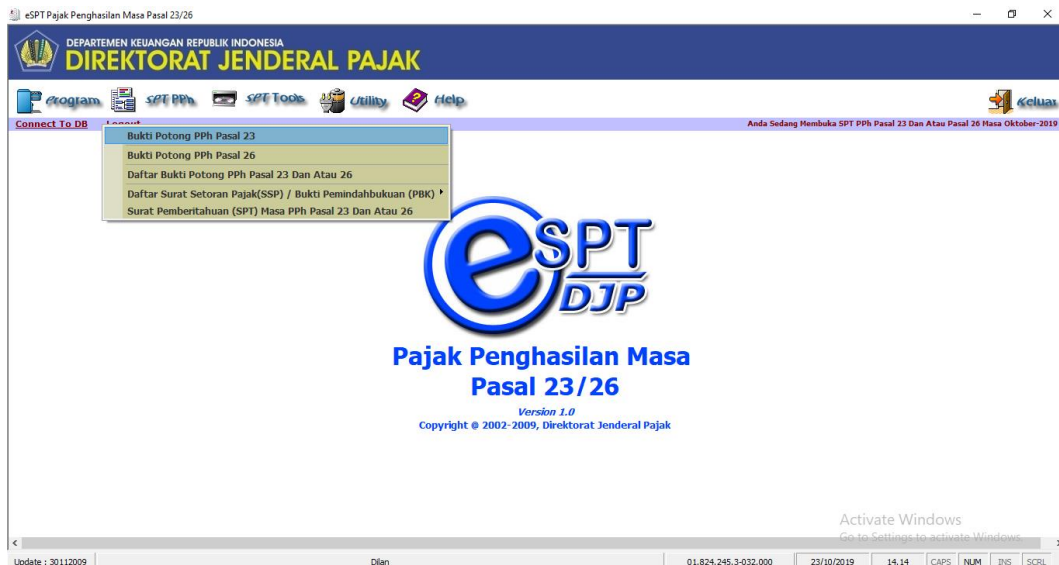 eSPT Pajak Penghasilan Masa Pasal 23/26
DEPARTEMEN KEUANGAN REPUBLIK INDONESIA
DIREKTORAT JENDERAL PAJAK
Program SPT PPh SPT Tools Utility Help Keluar
Connect To DB Logout Anda Sedang Membuka SPT PPh Pasal 23 Dan Atau Pasal 26 Masa Oktober-2019
Bukti Potong PPh Pasal 23
Bukti Potong PPh Pasal 26
Daftar Bukti Potong PPh Pasal 23 Dan Atau 26
Daftar Surat Setoran Pajak(SSP) / Bukti Pemindahbukuan (PBK)
Surat Pemberitahuan (SPT) Masa PPh Pasal 23 Dan Atau 26
eSPT
DJP
Pajak Penghasilan Masa
Pasal 23/26
Version 1.0
Copyright @ 2002-2009, Direktorat Jenderal Pajak
Activate Windows
Go to Settings to activate Windows.
Update : 30112009 Dilan 01.824.245.3-032.000 23/10/2019 14.14 CAPS NUM INS SCRL